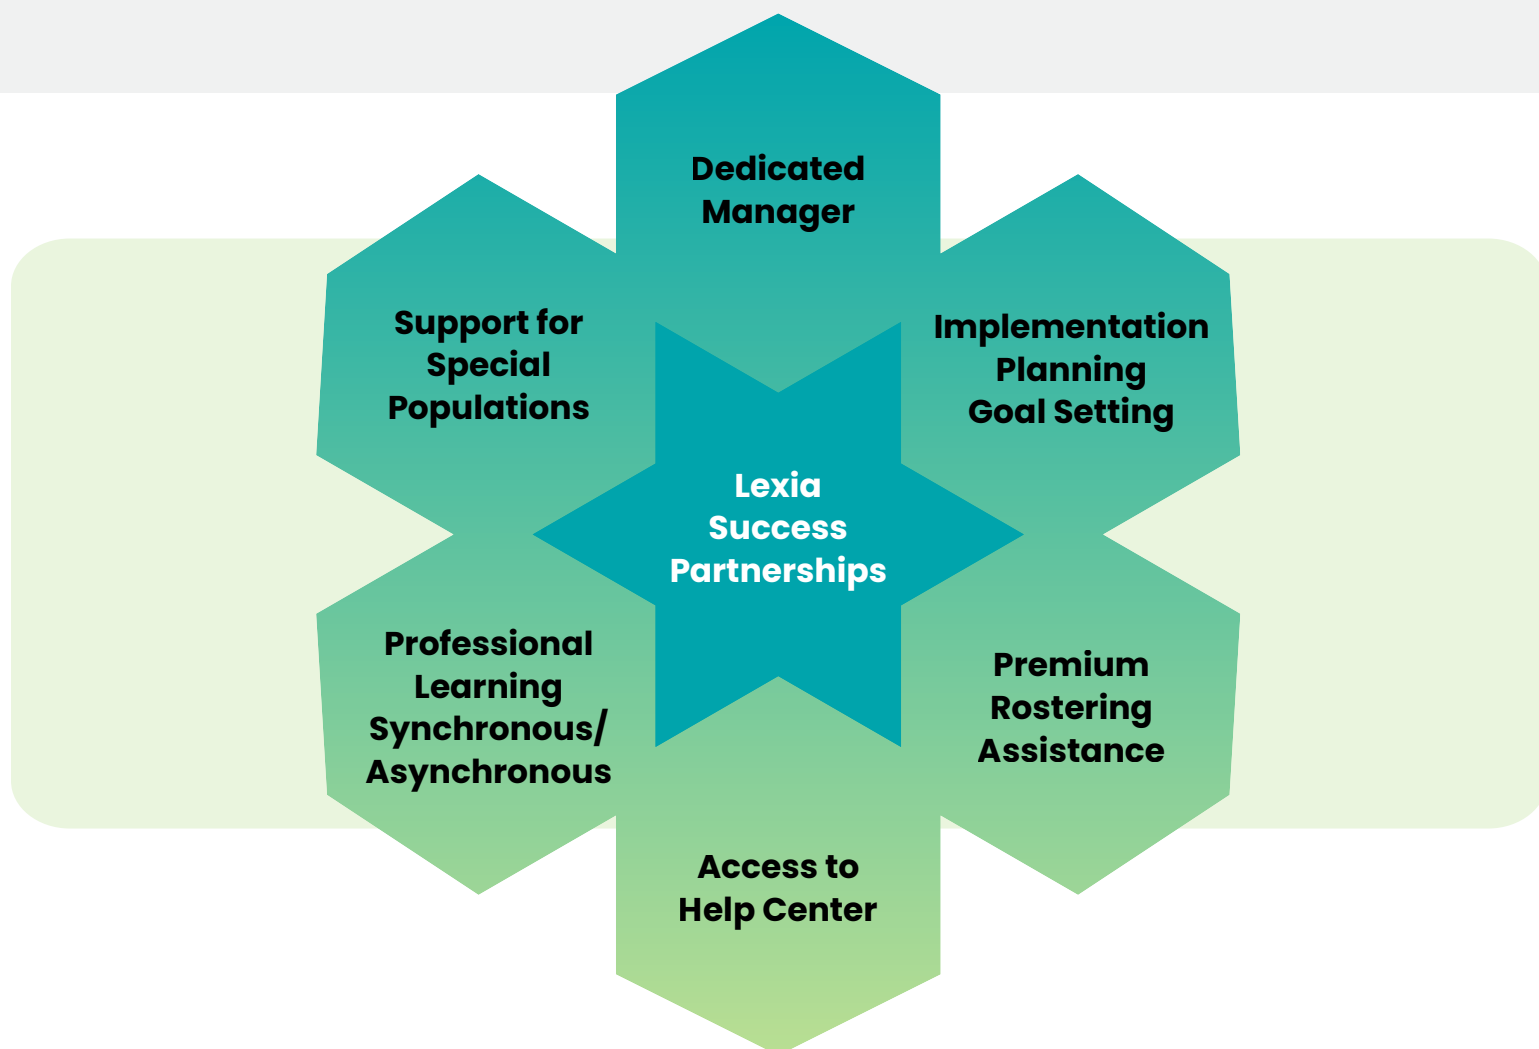 Dedicated
Manager
Support for
Special
Populations
Implementation
Planning
Goal Setting
Lexia
Success
Partnerships
Professional
Learning
Synchronous/
Asynchronous
Premium
Rostering
Assistance
Access to
Help Center